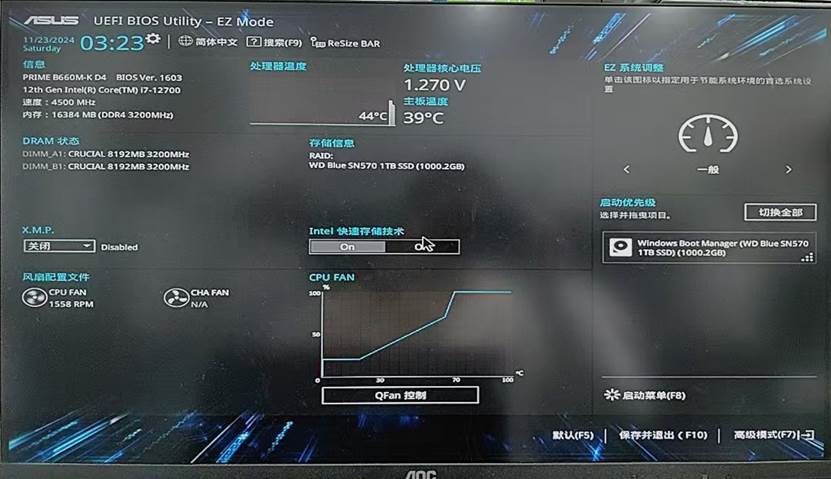 ASUS UEFI BIOS Utility – EZ Mode
11/23/2024
Saturday
03:23
简体中文
? 搜索(F9)
ReSize BAR
信息
PRIME B660M-K D4 BIOS Ver. 1603
12th Gen Intel(R) Core(TM) i7-12700
速度：4500 MHz
内存：16384 MB (DDR4 3200MHz)
处理器温度
44°C
处理器核心电压
1.270 V
主板温度
39°C
EZ 系统调整
单击该图标以指定用于节能系统环境的首选系统设
置
一般
DRAM 状态
DIMM_A1: CRUCIAL 8192MB 3200MHz
DIMM_B1: CRUCIAL 8192MB 3200MHz
存储信息
RAID:
WD Blue SN570 1TB SSD (1000.2GB)
启动优先级
选择并拖曳项目。
切换全部
Windows Boot Manager (WD Blue SN570
1TB SSD) (1000.2GB)
X.M.P.
关闭
Disabled
Intel 快速存储技术
On
风扇配置文件
CPU FAN
1558 RPM
CHA FAN
N/A
CPU FAN
%
100
50
0
30
70
100
°C
QFan 控制
启动菜单(F8)
默认(F5)
保存并退出（F10)
高级模式(F7)
AOC